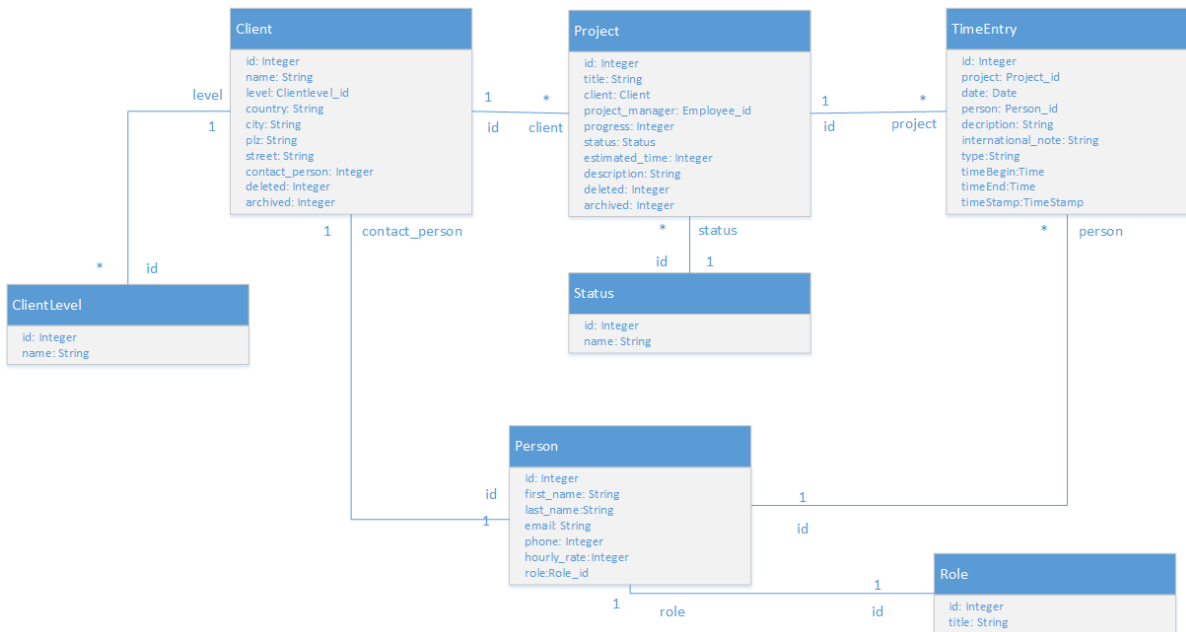 Client
id: Integer
name: String
level: Clientlevel_id
country: String
city: String
plz: String
street: String
contact_person: Integer
deleted: Integer
archived: Integer
Project
id: Integer
title: String
client: Client
project_manager: Employee_id
progress: Integer
status: Status
estimated_time: Integer
description: String
deleted: Integer
archived: Integer
TimeEntry
id: Integer
project: Project_id
date: Date
person: Person_id
decription: String
international_note: String
type:String
timeBegin:Time
timeEnd:Time
timeStamp:TimeStamp
level
1
1
id
*
client
1
id
*
project
1
contact_person
*
status
*
person
*
id
id
1
ClientLevel
id: Integer
name: String
Status
id: Integer
name: String
Person
id: Integer
first_name: String
last_name:String
email: String
phone: Integer
hourly_rate:Integer
role:Role_id
id
1
1
id
1
role
1
id
Role
id: Integer
title: String